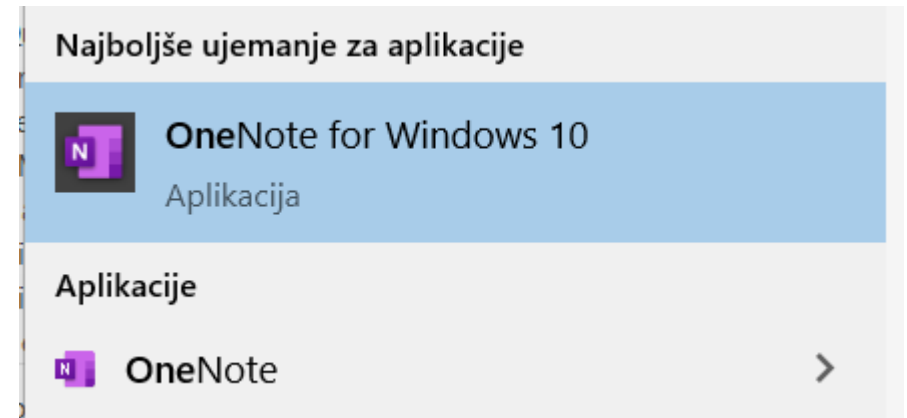 Najboljše ujemanje za aplikacije
OneNote for Windows 10
Aplikacija
Aplikacije
OneNote